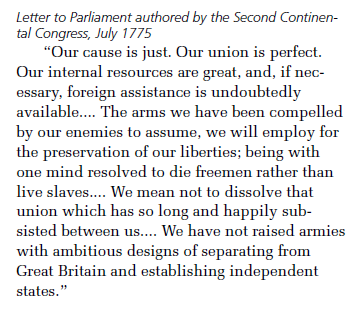 Letter to Parliament authored by the Second Continen-
tal Congress, July 1775
“Our cause is just. Our union is perfect.
Our internal resources are great, and, if nec-
essary, foreign assistance is undoubtedly
available.... The arms we have been compelled
by our enemies to assume, we will employ for
the preservation of our liberties; being with
one mind resolved to die freemen rather than
live slaves.... We mean not to dissolve that
union which has so long and happily sub-
sisted between us.... We have not raised armies
with ambitious designs of separating from
Great Britain and establishing independent
states.”